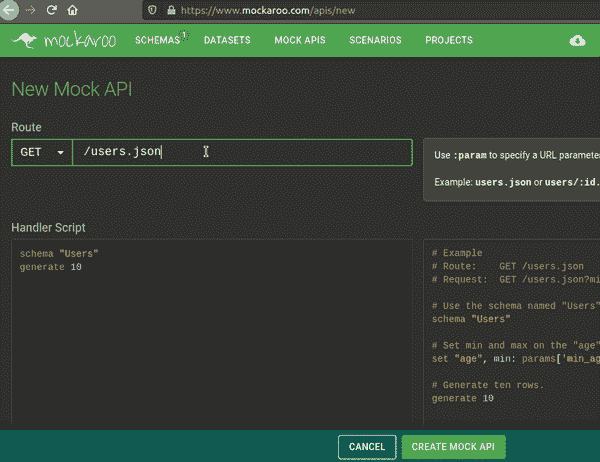 https://www.mockaroo.com/apis/new
mockaroo SCHEMAS 1 DATASETS MOCK APIS SCENARIOS PROJECTS
New Mock API
Route
GET /users.json
Use :param to specify a URL paramete
Example: users.json or users/:id.
Handler Script
schema "Users"
generate 10
# Example
# Route: GET /users.json
# Request: GET /users.json?mi
# Use the schema named "Users"
schema "Users"
# Set min and max on the "age"
set "age", min: params['min_ag
# Generate ten rows.
generate 10
CANCEL CREATE MOCK API